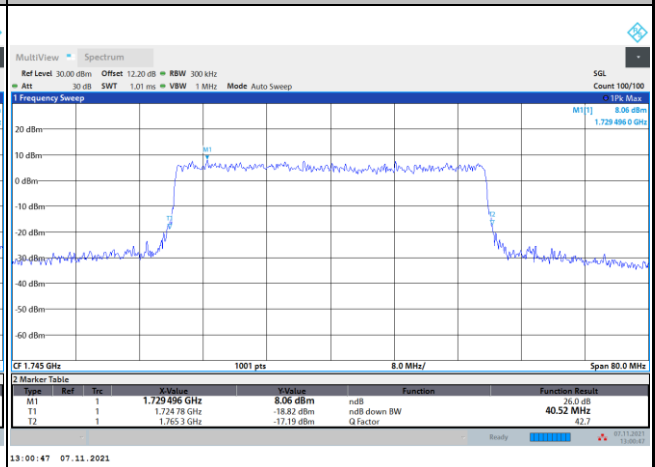 MultiView Spectrum
Ref Level 30.00 dBm Offset 12.20 dB RBW 300 kHz SGL
Att 30 dB SWT 1.01 ms VBW 1 MHz Mode Auto Sweep Count 100/100
1 Frequency Sweep 1Pk Max
M1[1] 8.06 dBm
1.729 496 0 GHz
20 dBm
M1
10 dBm
0 dBm
-10 dBm
T1 T2
-20 dBm
-30 dBm
-40 dBm
-50 dBm
-60 dBm
CF 1.745 GHz 1001 pts 8.0 MHz/ Span 80.0 MHz
2 Marker Table
Type Ref Trc X-Value Y-Value Function Function Result
M1 1 1.729 496 GHz 8.06 dBm ndB 26.0 dB
T1 1 1.724 78 GHz -18.82 dBm ndB down BW 40.52 MHz
T2 1 1.765 3 GHz -17.19 dBm Q Factor 42.7
Ready 07.11.2021
13:00:47
13:00:47 07.11.2021